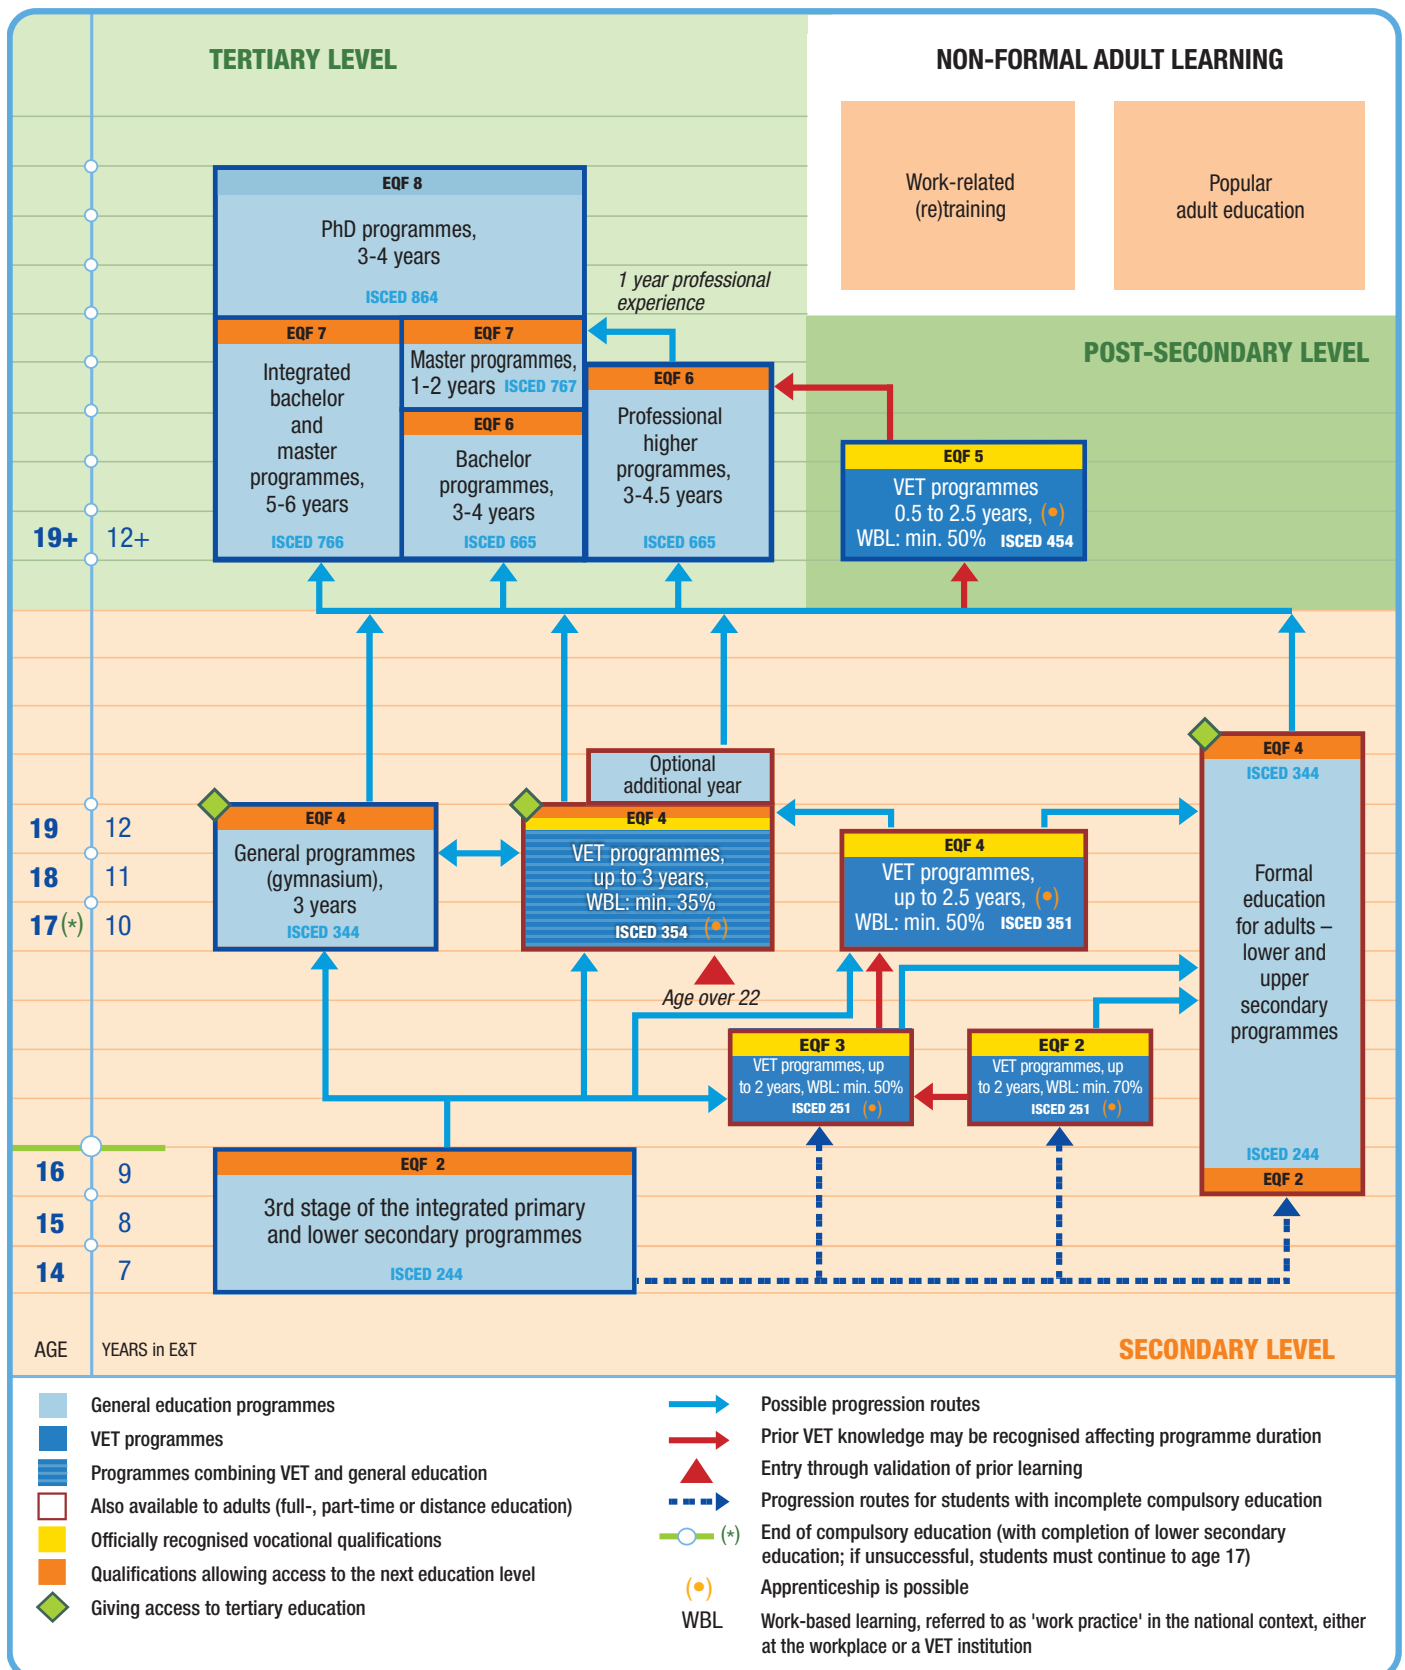 TERTIARY LEVEL
NON-FORMAL ADULT LEARNING
Work-related
(re)training
Popular
adult education
EQF 8
PhD programmes,
3-4 years
ISCED 864
1 year professional
experience
POST-SECONDARY LEVEL
EQF 7
Integrated
bachelor
and
master
programmes,
5-6 years
ISCED 766
EQF 7
Master programmes,
1-2 years ISCED 767
EQF 6
Bachelor
programmes,
3-4 years
ISCED 665
EQF 6
Professional
higher
programmes,
3-4.5 years
ISCED 665
EQF 5
VET programmes
0.5 to 2.5 years, (•)
WBL: min. 50% ISCED 454
19+ 12+
Optional
additional year
EQF 4
ISCED 344
Formal
education
for adults –
lower and
upper
secondary
programmes
ISCED 244
EQF 2
19 12
18 11
17(*) 10
EQF 4
General programmes
(gymnasium),
3 years
ISCED 344
EQF 4
VET programmes,
up to 3 years,
WBL: min. 35%
ISCED 354 (•)
EQF 4
VET programmes,
up to 2.5 years, (•)
WBL: min. 50% ISCED 351
Age over 22
EQF 3
VET programmes, up
to 2 years, WBL: min. 50%
ISCED 251 (•)
EQF 2
VET programmes, up
to 2 years, WBL: min. 70%
ISCED 251 (•)
16 9
15 8
14 7
EQF 2
3rd stage of the integrated primary
and lower secondary programmes
ISCED 244
AGE YEARS in E&T
SECONDARY LEVEL
General education programmes
VET programmes
Programmes combining VET and general education
Also available to adults (full-, part-time or distance education)
Officially recognised vocational qualifications
Qualifications allowing access to the next education level
Giving access to tertiary education
Possible progression routes
Prior VET knowledge may be recognised affecting programme duration
Entry through validation of prior learning
Progression routes for students with incomplete compulsory education
(*) End of compulsory education (with completion of lower secondary
education; if unsuccessful, students must continue to age 17)
(•) Apprenticeship is possible
WBL Work-based learning, referred to as 'work practice' in the national context, either
at the workplace or a VET institution